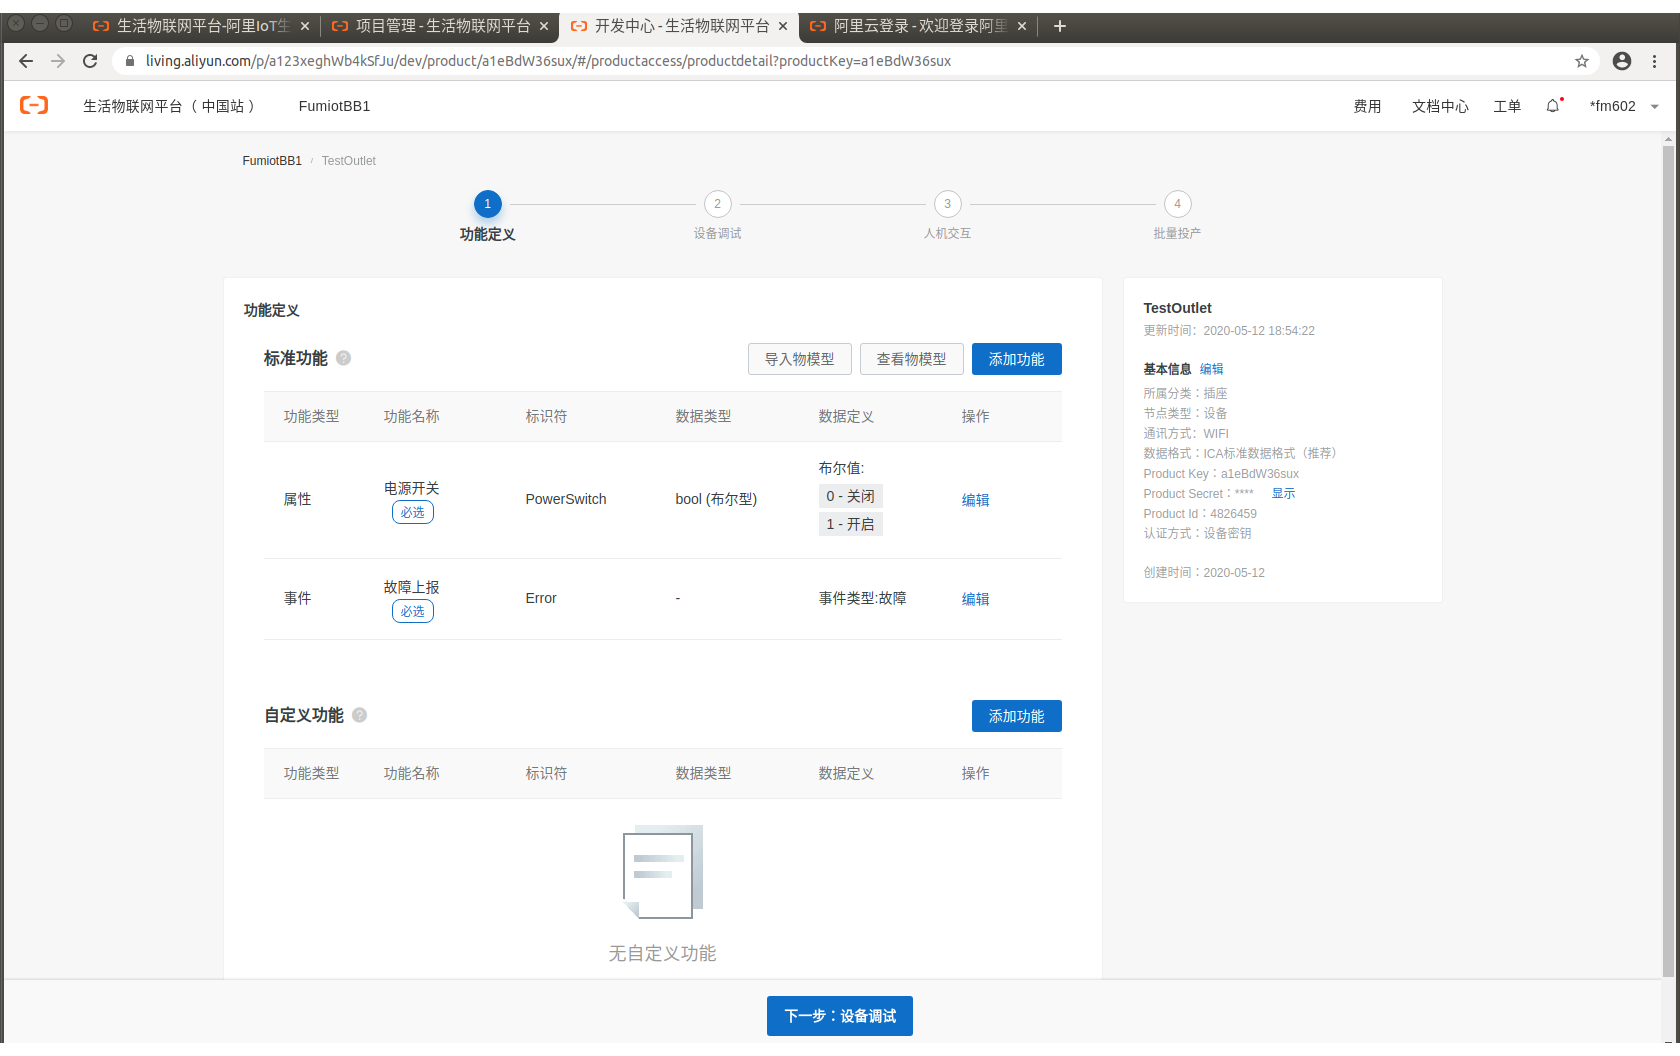 生活物联网平台-阿里IoT生
项目管理 - 生活物联网平台
开发中心 - 生活物联网平台
阿里云登录 - 欢迎登录阿里
living.aliyun.com/p/a123xeghWb4kSfJu/dev/product/a1eBdW36sux/#/productaccess/productdetail?productKey=a1eBdW36sux
生活物联网平台（中国站） FumiotBB1 费用 文档中心 工单 *fm602
FumiotBB1 / TestOutlet
1 2 3 4
功能定义 设备调试 人机交互 批量投产
功能定义
标准功能 ? 导入物模型 查看物模型 添加功能
功能类型 功能名称 标识符 数据类型 数据定义 操作
属性 电源开关 必选 PowerSwitch bool (布尔型) 布尔值: 0 - 关闭 1 - 开启 编辑
事件 故障上报 必选 Error - 事件类型:故障 编辑
自定义功能 ? 添加功能
功能类型 功能名称 标识符 数据类型 数据定义 操作
无自定义功能
TestOutlet
更新时间：2020-05-12 18:54:22
基本信息 编辑
所属分类：插座
节点类型：设备
通讯方式：WIFI
数据格式：ICA标准数据格式（推荐）
Product Key：a1eBdW36sux
Product Secret：**** 显示
Product Id：4826459
认证方式：设备密钥
创建时间：2020-05-12
下一步：设备调试